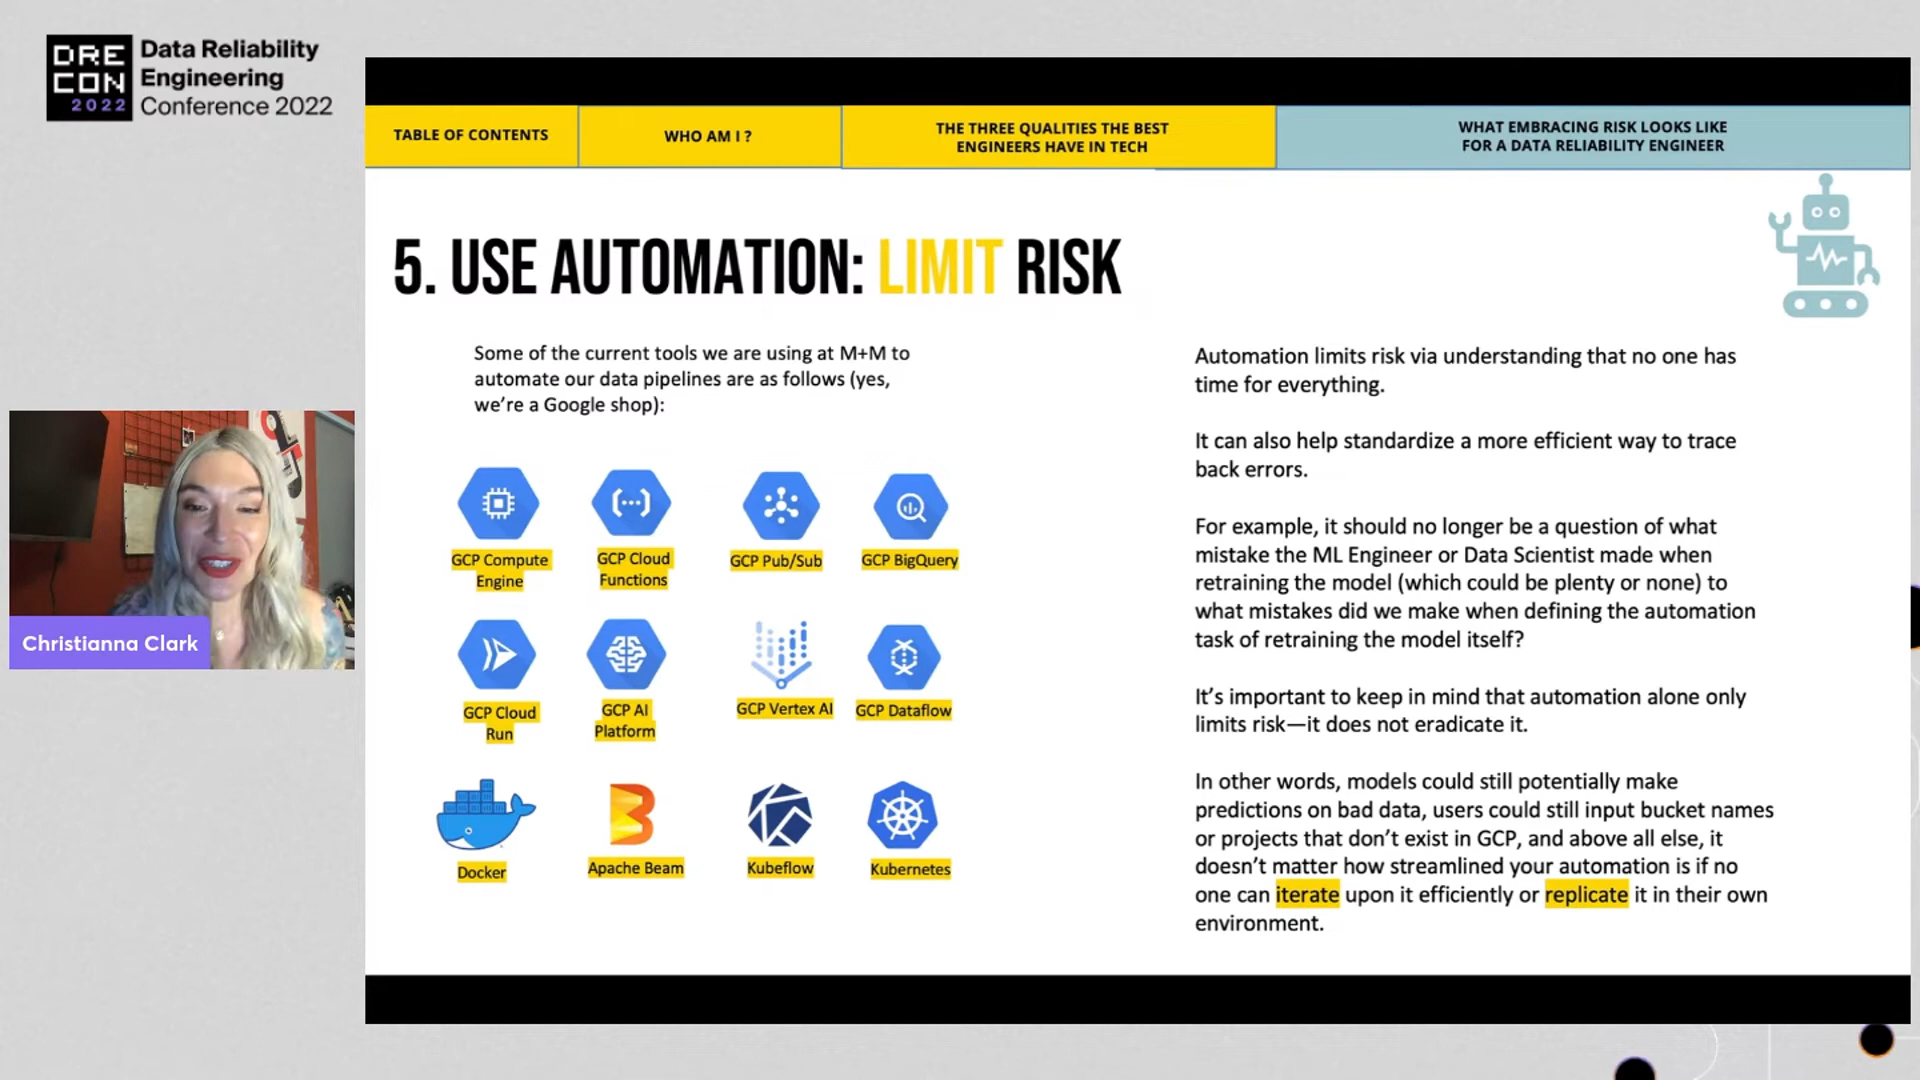 DRE
CON
2022
Data Reliability
Engineering
Conference 2022
TABLE OF CONTENTS
WHO AM I ?
THE THREE QUALITIES THE BEST
ENGINEERS HAVE IN TECH
WHAT EMBRACING RISK LOOKS LIKE
FOR A DATA RELIABILITY ENGINEER
5. USE AUTOMATION: LIMIT RISK
Some of the current tools we are using at M+M to
automate our data pipelines are as follows (yes,
we’re a Google shop):
GCP Compute
Engine
GCP Cloud
Functions
GCP Pub/Sub
GCP BigQuery
GCP Cloud
Run
GCP AI
Platform
GCP Vertex AI
GCP Dataflow
Docker
Apache Beam
Kubeflow
Kubernetes
Automation limits risk via understanding that no one has
time for everything.
It can also help standardize a more efficient way to trace
back errors.
For example, it should no longer be a question of what
mistake the ML Engineer or Data Scientist made when
retraining the model (which could be plenty or none) to
what mistakes did we make when defining the automation
task of retraining the model itself?
It’s important to keep in mind that automation alone only
limits risk—it does not eradicate it.
In other words, models could still potentially make
predictions on bad data, users could still input bucket names
or projects that don’t exist in GCP, and above all else, it
doesn’t matter how streamlined your automation is if no
one can iterate upon it efficiently or replicate it in their own
environment.
Christianna Clark